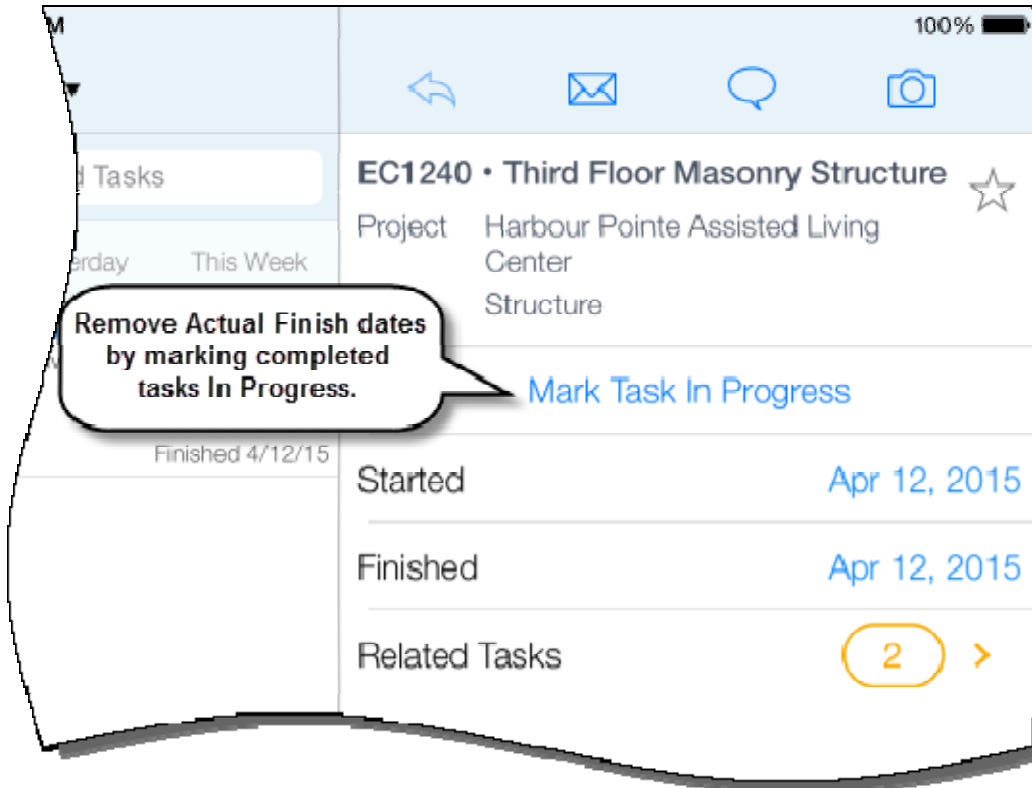 M
100%
d Tasks
erday This Week
EC1240 • Third Floor Masonry Structure
Project Harbour Pointe Assisted Living
Center
Structure
Remove Actual Finish dates
by marking completed
tasks In Progress.
Mark Task In Progress
Finished 4/12/15
Started Apr 12, 2015
Finished Apr 12, 2015
Related Tasks 2 >